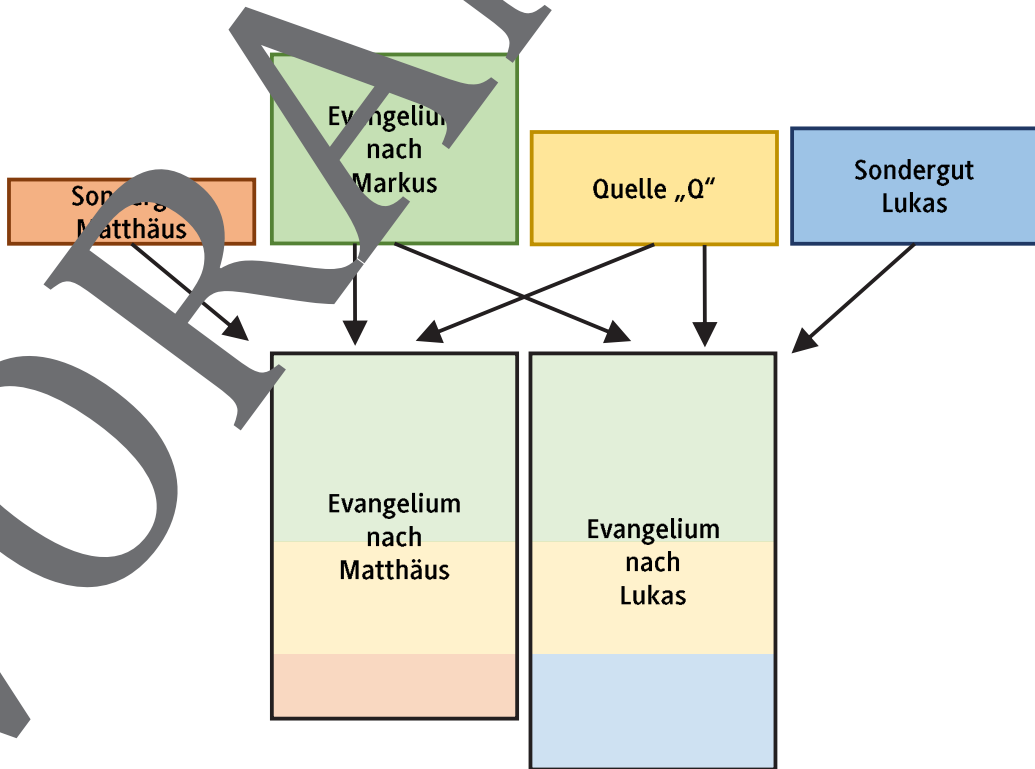 Evangelium
nach
Markus
Quelle „Q“
Sondergut
Lukas
Matthäus
Evangelium
nach
Matthäus
Evangelium
nach
Lukas